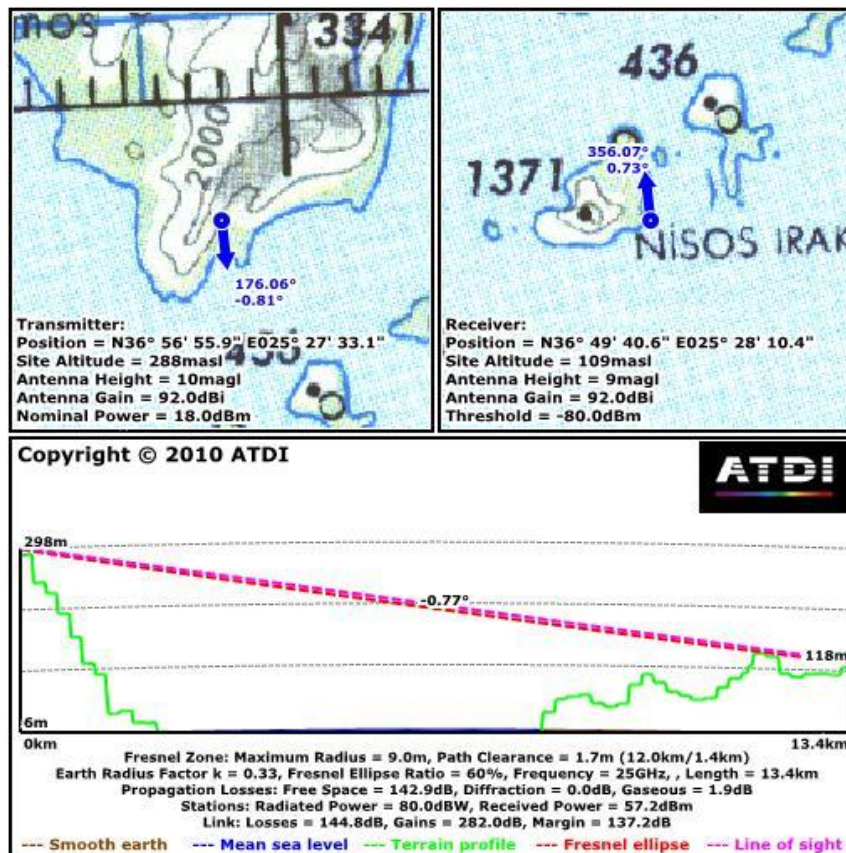 mos
3341
2000
176.06°
-0.81°
Transmitter:
Position = N36° 56' 55.9" E025° 27' 33.1"
Site Altitude = 288masl
Antenna Height = 10magl
Antenna Gain = 92.0dBi
Nominal Power = 18.0dBm
436
356.07°
0.73°
1371
NİSOS IRAK
Receiver:
Position = N36° 49' 40.6" E025° 28' 10.4"
Site Altitude = 109masl
Antenna Height = 9magl
Antenna Gain = 92.0dBi
Threshold = -80.0dBm
Copyright © 2010 ATDI
ATDI
298m
-0.77°
118m
6m
0km
13.4km
Fresnel Zone: Maximum Radius = 9.0m, Path Clearance = 1.7m (12.0km/1.4km)
Earth Radius Factor k = 0.33, Fresnel Ellipse Ratio = 60%, Frequency = 25GHz, , Length = 13.4km
Propagation Losses: Free Space = 142.9dB, Diffraction = 0.0dB, Gaseous = 1.9dB
Stations: Radiated Power = 80.0dBW, Received Power = 57.2dBm
Link: Losses = 144.8dB, Gains = 282.0dB, Margin = 137.2dB
--- Smooth earth --- Mean sea level --- Terrain profile --- Fresnel ellipse --- Line of sight